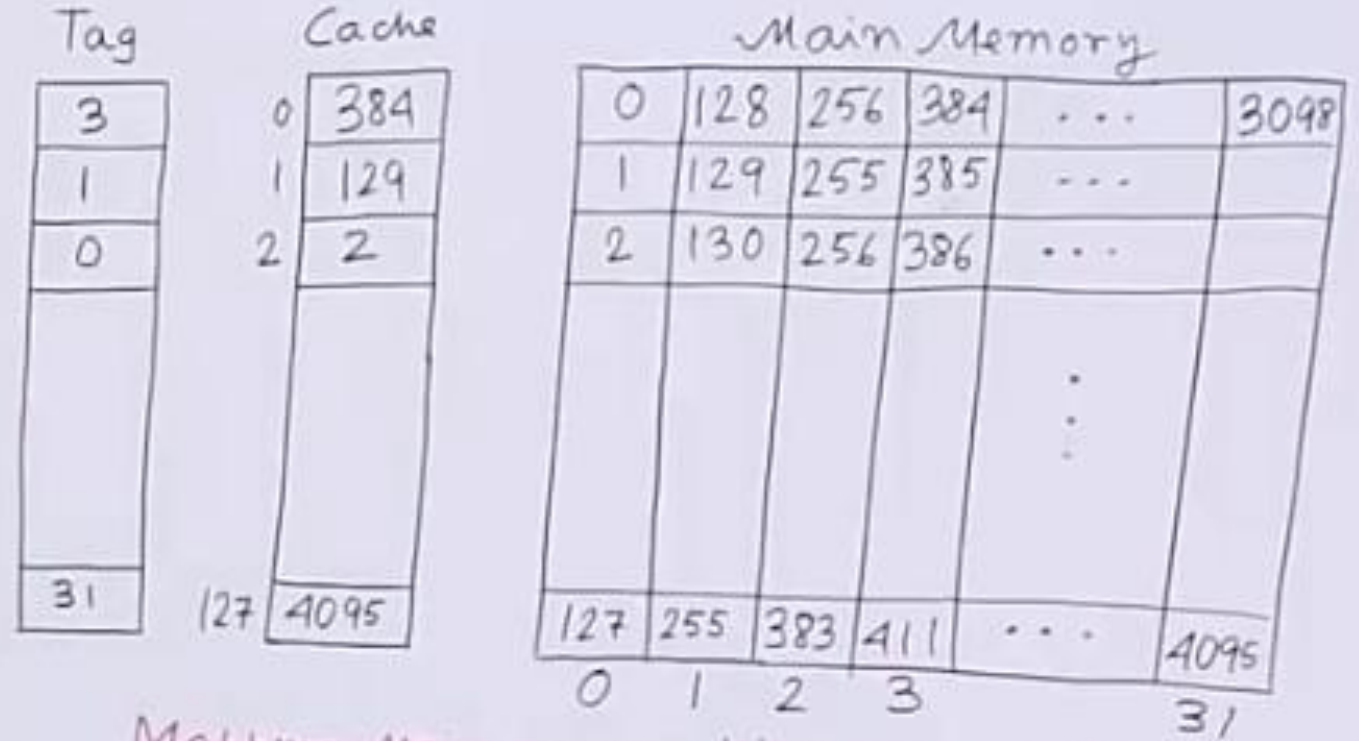 Tag Cache Main Memory
3 0 384 0 128 256 384 ... 3098
1 1 129 1 129 255 385 ---
0 2 2 2 130 256 386 ...
31 127 4095 127 255 383 411 ... 4095
0 1 2 3 31